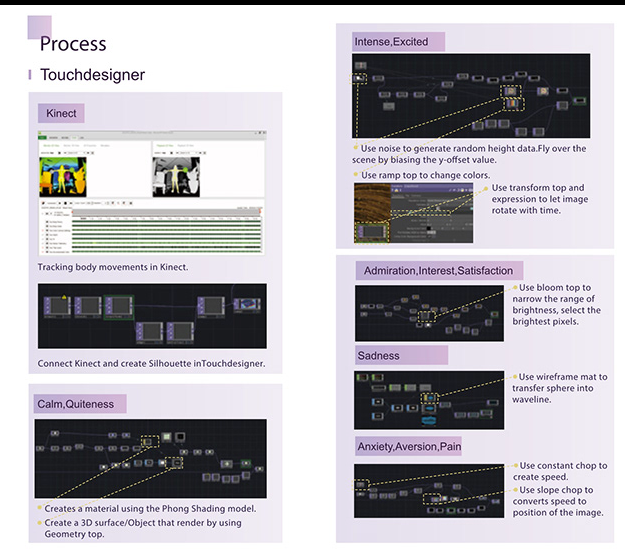 Process
Touchdesigner
Kinect
Tracking body movements in Kinect.
Connect Kinect and create Silhouette inTouchdesigner.
Calm,Quiteness
Creates a material using the Phong Shading model.
Create a 3D surface/Object that render by using
Geometry top.
Intense,Excited
Use noise to generate random height data.Fly over the
scene by biasing the y-offset value.
Use ramp top to change colors.
Use transform top and
expression to let image
rotate with time.
Admiration,Interest,Satisfaction
Use bloom top to
narrow the range of
brightness, select the
brightest pixels.
Sadness
Use wireframe mat to
transfer sphere into
waveline.
Anxiety,Aversion,Pain
Use constant chop to
create speed.
Use slope chop to
converts speed to
position of the image.